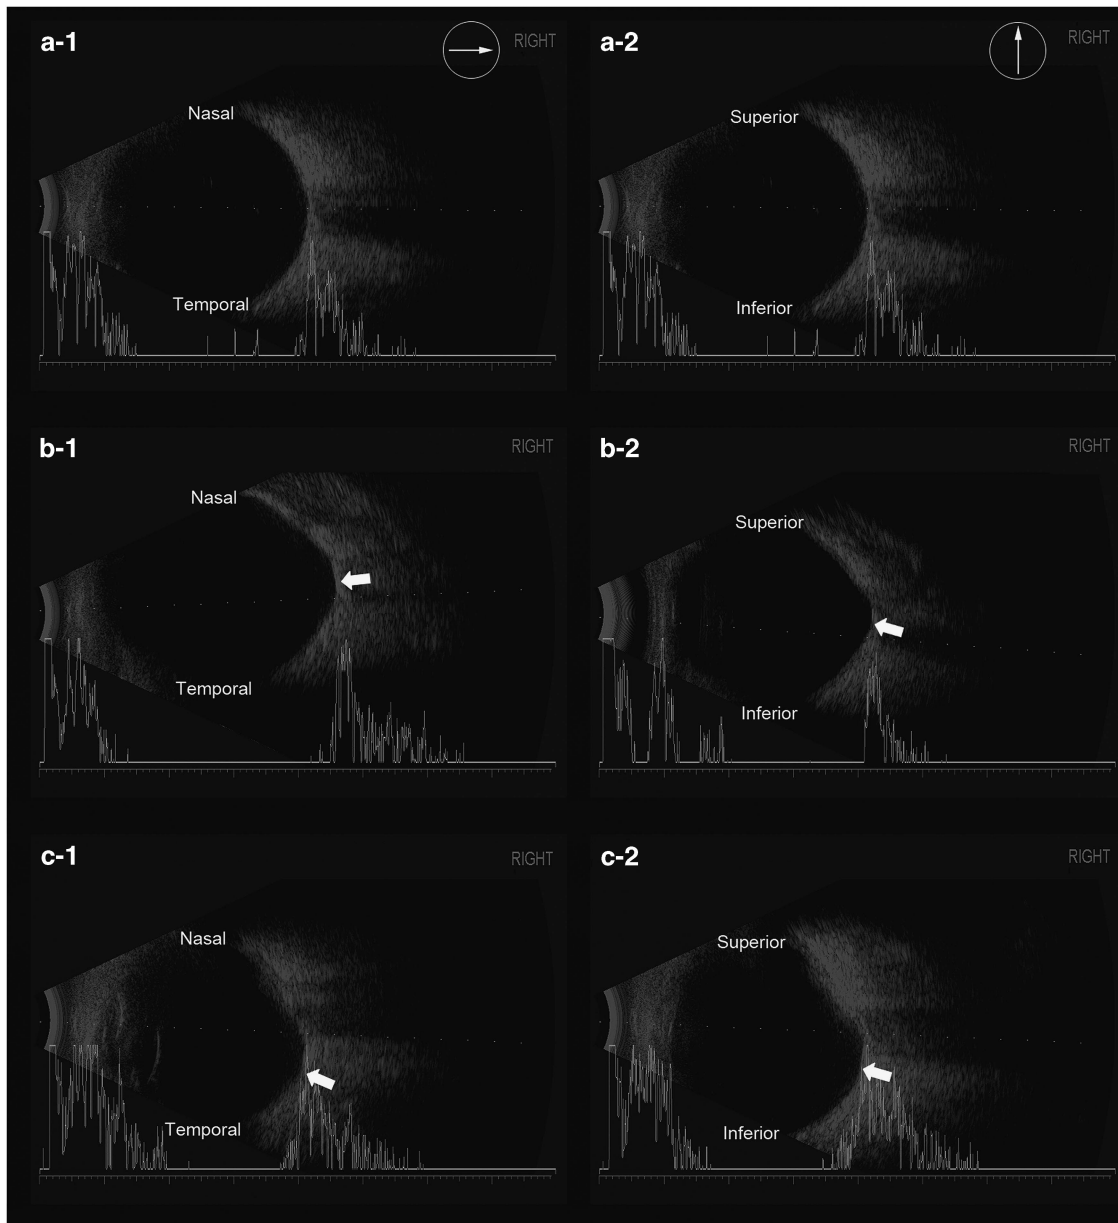 a-1
RIGHT
Nasal
Temporal
a-2
RIGHT
Superior
Inferior
b-1
RIGHT
Nasal
Temporal
b-2
RIGHT
Superior
Inferior
c-1
RIGHT
Nasal
Temporal
c-2
RIGHT
Superior
Inferior